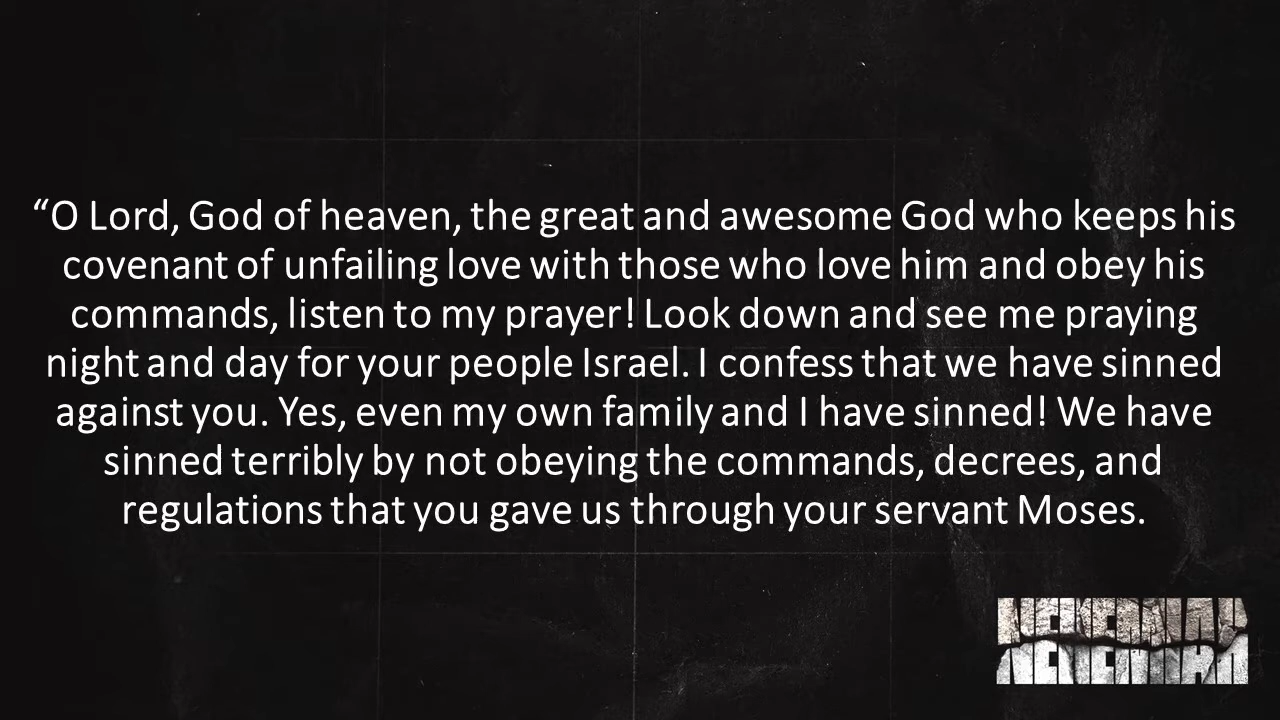 “O Lord, God of heaven, the great and awesome God who keeps his
covenant of unfailing love with those who love him and obey his
commands, listen to my prayer! Look down and see me praying
night and day for your people Israel. I confess that we have sinned
against you. Yes, even my own family and I have sinned! We have
sinned terribly by not obeying the commands, decrees, and
regulations that you gave us through your servant Moses.
NEHEMIAH